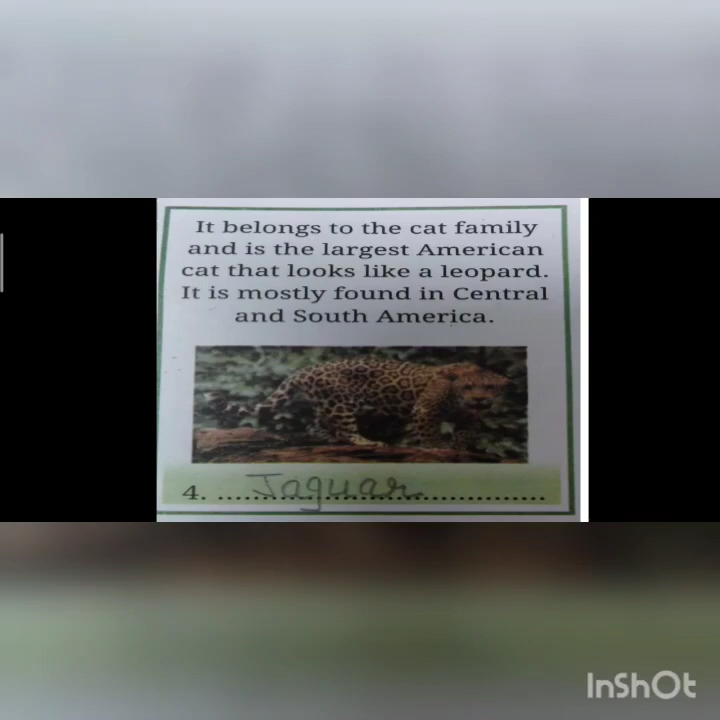 It belongs to the cat family
and is the largest American
cat that looks like a leopard.
It is mostly found in Central
and South America.
4. ....Jaguar....
InShOt